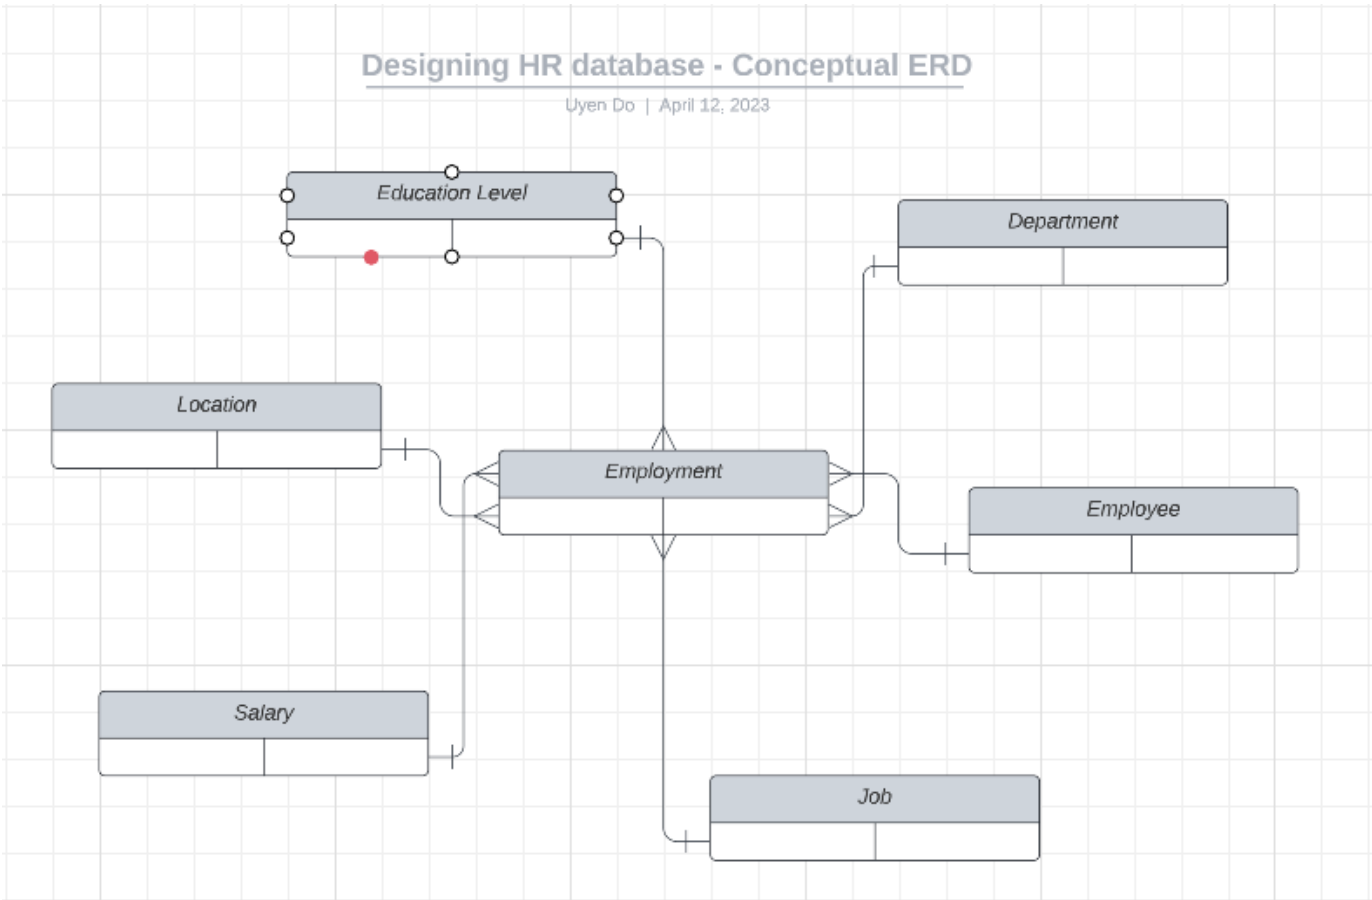 Designing HR database - Conceptual ERD
Uyen Do | April 12, 2023
Education Level
Department
Location
Employment
Employee
Salary
Job